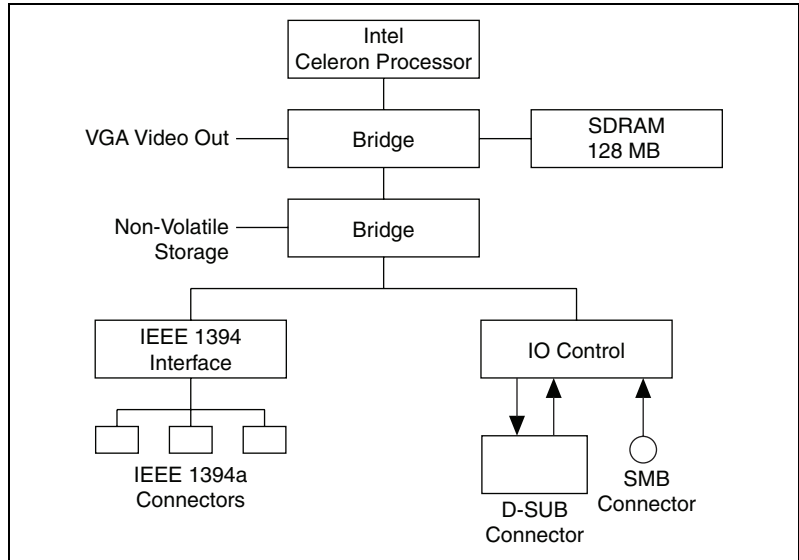 Intel
Celeron Processor
VGA Video Out
Bridge
SDRAM
128 MB
Non-Volatile
Storage
Bridge
IEEE 1394
Interface
IO Control
IEEE 1394a
Connectors
D-SUB
Connector
SMB
Connector